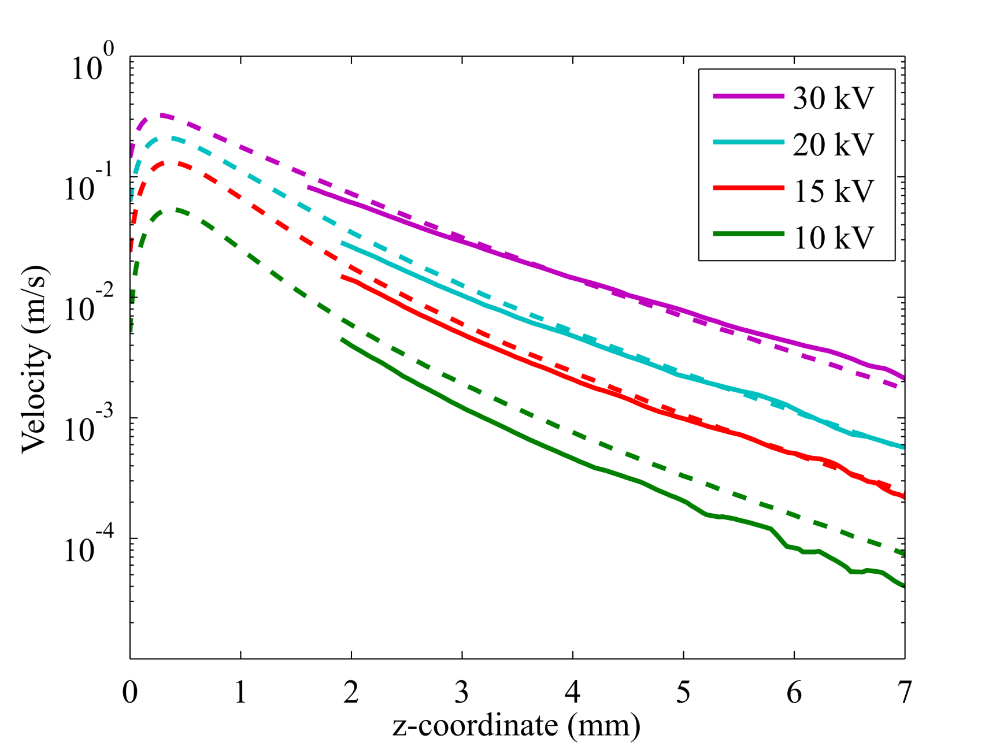 10^0
10^-1
10^-2
10^-3
10^-4
Velocity (m/s)
30 kV
20 kV
15 kV
10 kV
0 1 2 3 4 5 6 7
z-coordinate (mm)